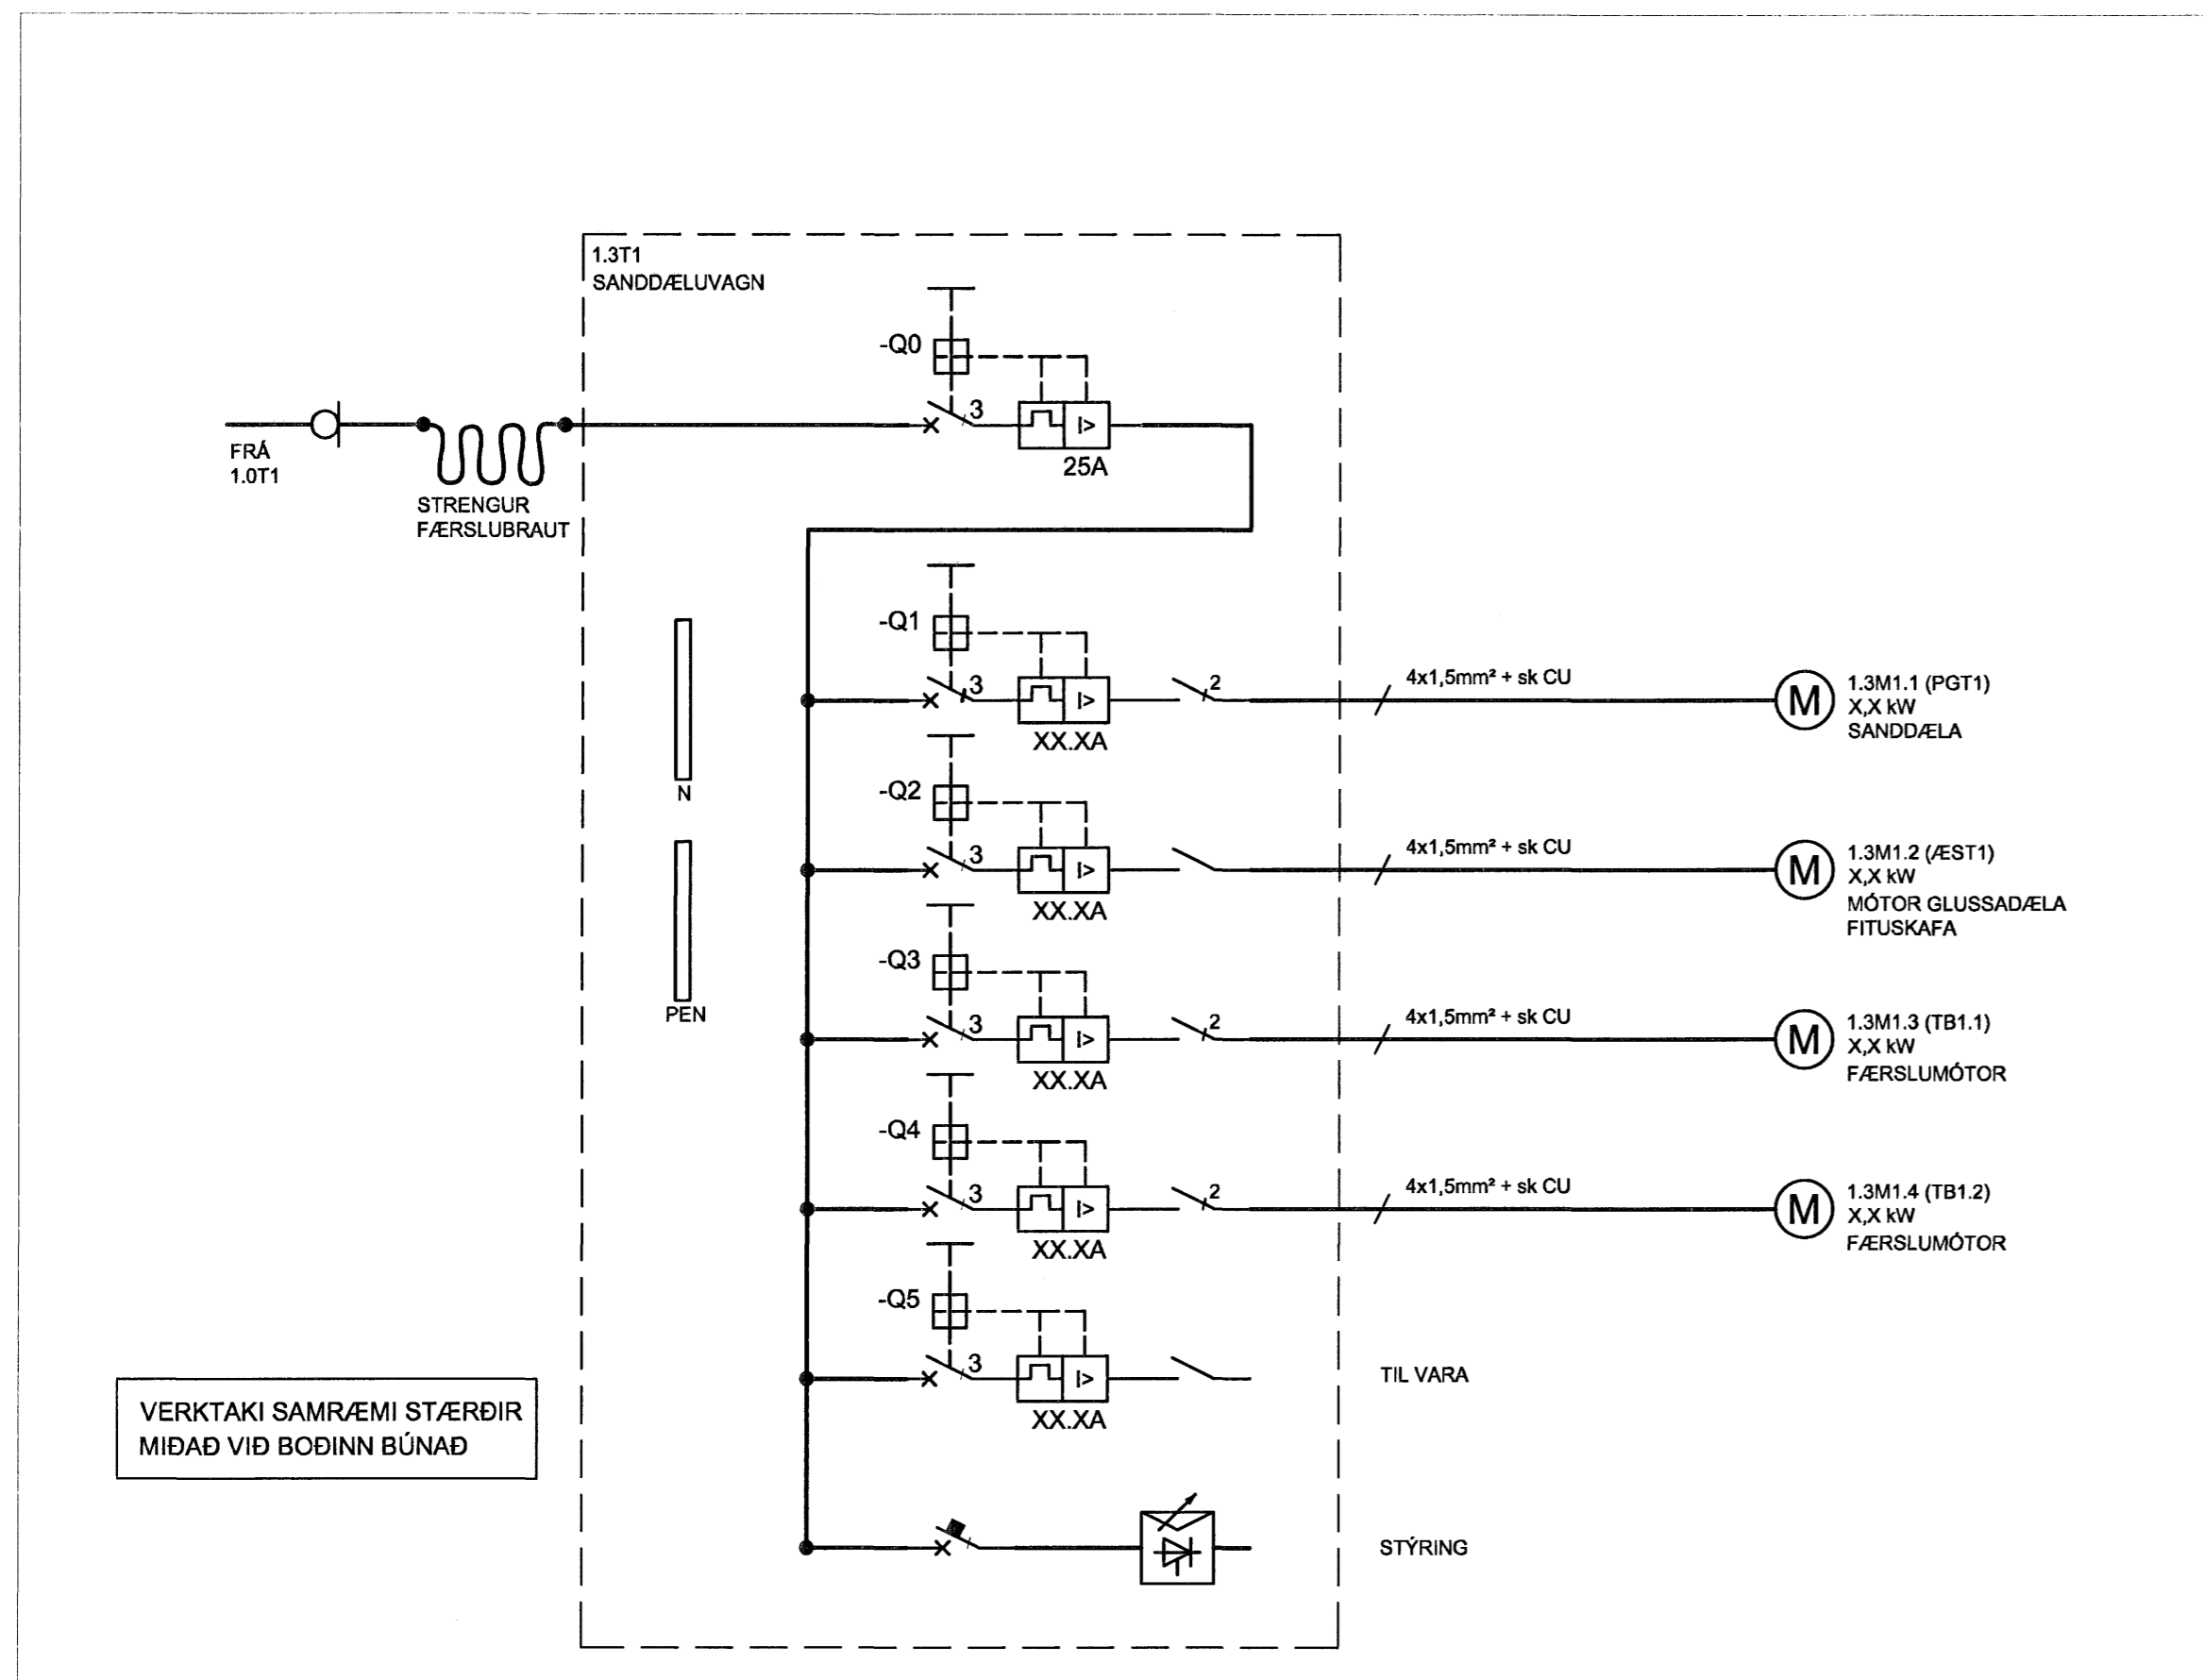 1.3T1
SANDDÆLUVAGN
-Q0
3
I>
25A
FRÁ
1.0T1
STRENGUR
FÆRSLUBRAUT
-Q1
3
I>
XX.XA
2
4x1,5mm² + sk CU
M
1.3M1.1 (PGT1)
X,X kW
SANDDÆLA
N
-Q2
3
I>
XX.XA
4x1,5mm² + sk CU
M
1.3M1.2 (ÆST1)
X,X kW
MÓTOR GLUSSADÆLA
FITUSKAFA
PEN
-Q3
3
I>
XX.XA
2
4x1,5mm² + sk CU
M
1.3M1.3 (TB1.1)
X,X kW
FÆRSLUMÓTOR
-Q4
3
I>
XX.XA
2
4x1,5mm² + sk CU
M
1.3M1.4 (TB1.2)
X,X kW
FÆRSLUMÓTOR
-Q5
3
I>
XX.XA
TIL VARA
VERKTAKI SAMRÆMI STÆRÐIR
MIÐAÐ VIÐ BOÐINN BÚNAÐ
STÝRING